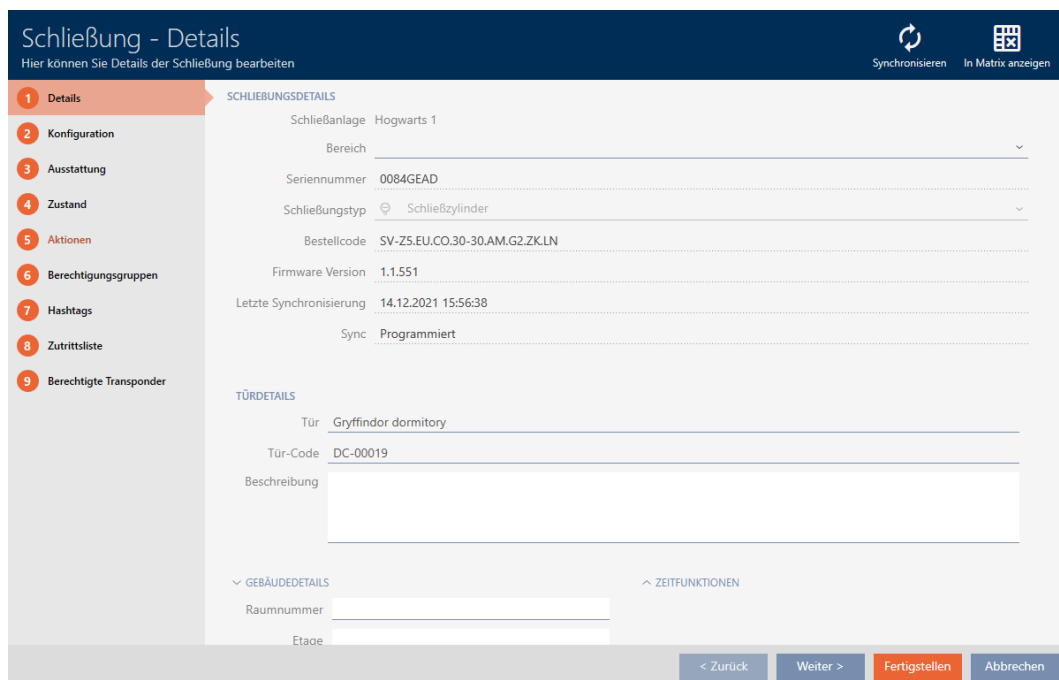 Schließung - Details
Hier können Sie Details der Schließung bearbeiten
Synchronisieren
In Matrix anzeigen
1 Details
2 Konfiguration
3 Ausstattung
4 Zustand
5 Aktionen
6 Berechtigungsgruppen
7 Hashtags
8 Zutrittsliste
9 Berechtigte Transponder
SCHLIEßUNGSDETAILS
Schließanlage Hogwarts 1
Bereich
Seriennummer 0084GEAD
Schließungstyp Schließzylinder
Bestellcode SV-Z5.EU.CO.30-30.AM.G2.ZK.LN
Firmware Version 1.1.551
Letzte Synchronisierung 14.12.2021 15:56:38
Sync Programmiert
TÜRDETAILS
Tür Gryffindor dormitory
Tür-Code DC-00019
Beschreibung
GEBÄUDEDETAILS
Raumnummer
Etage
ZEITFUNKTIONEN
< Zurück
Weiter >
Fertigstellen
Abbrechen